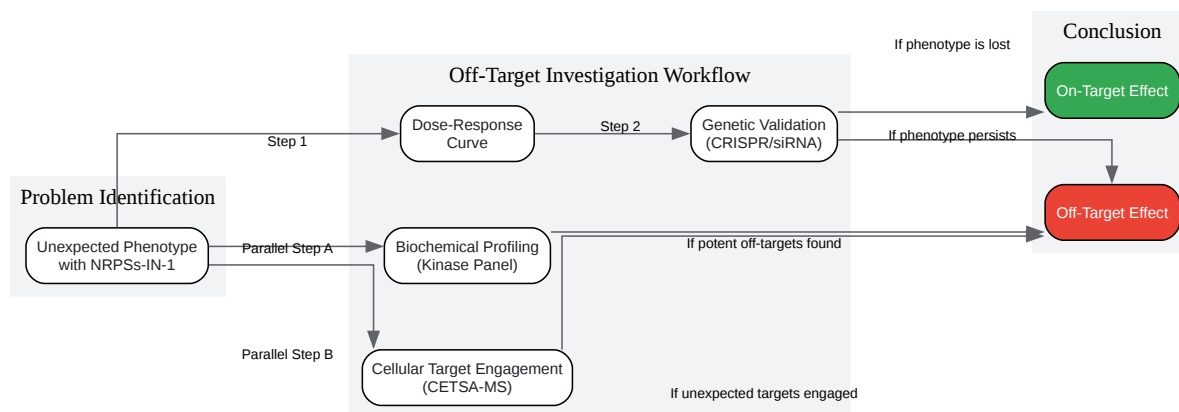 If phenotype is lost
Conclusion
Off-Target Investigation Workflow
On-Target Effect
Dose-Response
Curve
Step 1
Step 2
Genetic Validation
(CRISPR/siRNA)
If phenotype persists
Problem Identification
Off-Target Effect
Unexpected Phenotype
with NRPSs-IN-1
Parallel Step A
Biochemical Profiling
(Kinase Panel)
If potent off-targets found
Parallel Step B
Cellular Target Engagement
(CETSA-MS)
If unexpected targets engaged